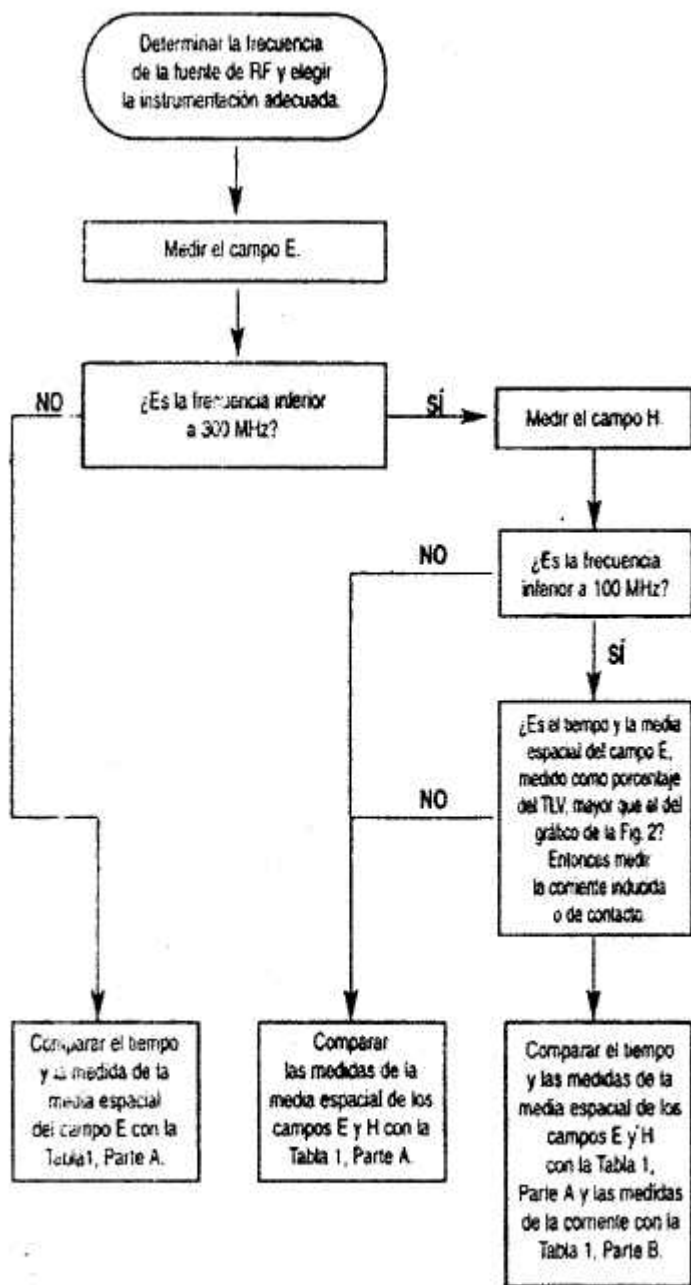 Determinar la frecuencia
de la fuente de RF y elegir
la instrumentación adecuada.
Medir el campo E.
¿Es la frecuencia inferior
a 300 MHz?
NO
SÍ
Medir el campo H.
¿Es la frecuencia
inferior a 100 MHz?
NO
SÍ
¿Es el tiempo y la media
espacial del campo E,
medido como porcentaje
del TLV, mayor que el del
gráfico de la Fig. 2?
Entonces medir
la corriente inducida
o de contacto.
NO
Comparar el tiempo
y la medida de la
media espacial
del campo E con la
Tabla1, Parte A.
Comparar
las medidas de la
media espacial de los
campos E y H con la
Tabla 1, Parte A.
Comparar el tiempo
y las medidas de la
media espacial de los
campos E y H
con la Tabla 1,
Parte A y las medidas
de la corriente con la
Tabla 1, Parte B.